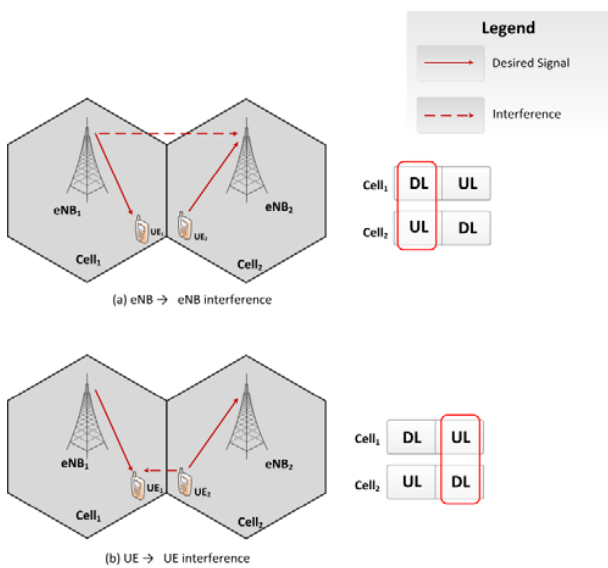 Legend
Desired Signal
Interference
eNB₁
eNB₂
UE₁
UE₂
Cell₁
Cell₂
Cell₁ DL UL
Cell₂ UL DL
(a) eNB → eNB interference
eNB₁
eNB₂
UE₁
UE₂
Cell₁
Cell₂
Cell₁ DL UL
Cell₂ UL DL
(b) UE → UE interference